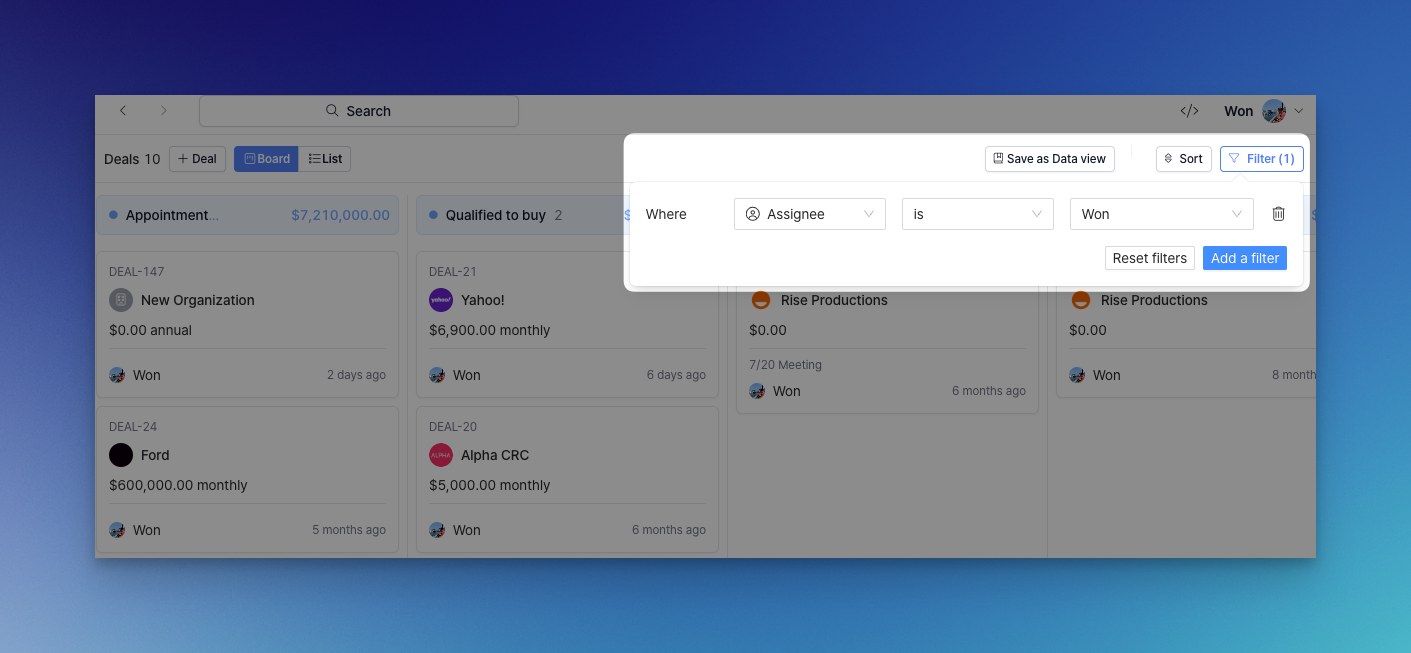 Search
</> Won
Deals 10 + Deal Board List
Save as Data view Sort Filter (1)
Where Assignee is Won
Reset filters Add a filter
Appointment... $7,210,000.00
DEAL-147
New Organization
$0.00 annual
Won 2 days ago
DEAL-24
Ford
$600,000.00 monthly
Won 5 months ago
Qualified to buy 2 $
DEAL-21
yahoo! Yahoo!
$6,900.00 monthly
Won 6 days ago
DEAL-20
ALPHA Alpha CRC
$5,000.00 monthly
Won 6 months ago
Rise Productions
$0.00
7/20 Meeting
Won 6 months ago
$
Rise Productions
$0.00
Won 8 month